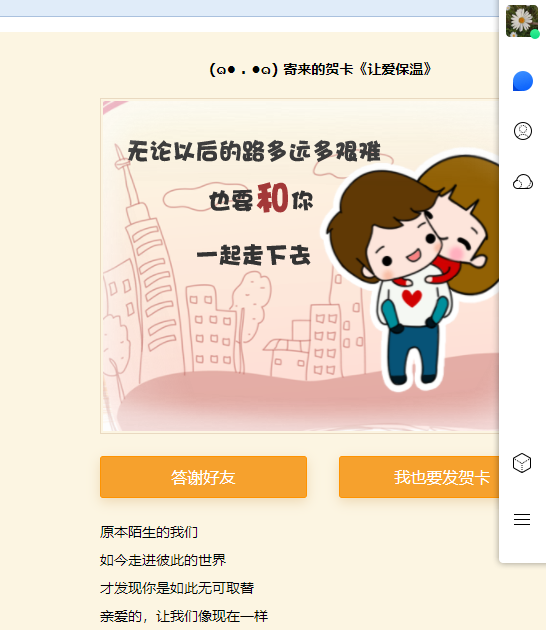 (ฅ●.●ฅ) 寄来的贺卡《让爱保温》
无论以后的路多远多艰难
也要和你
一起走下去
答谢好友
我也要发贺卡
原本陌生的我们
如今走进彼此的世界
才发现你是如此无可取替
亲爱的，让我们像现在一样